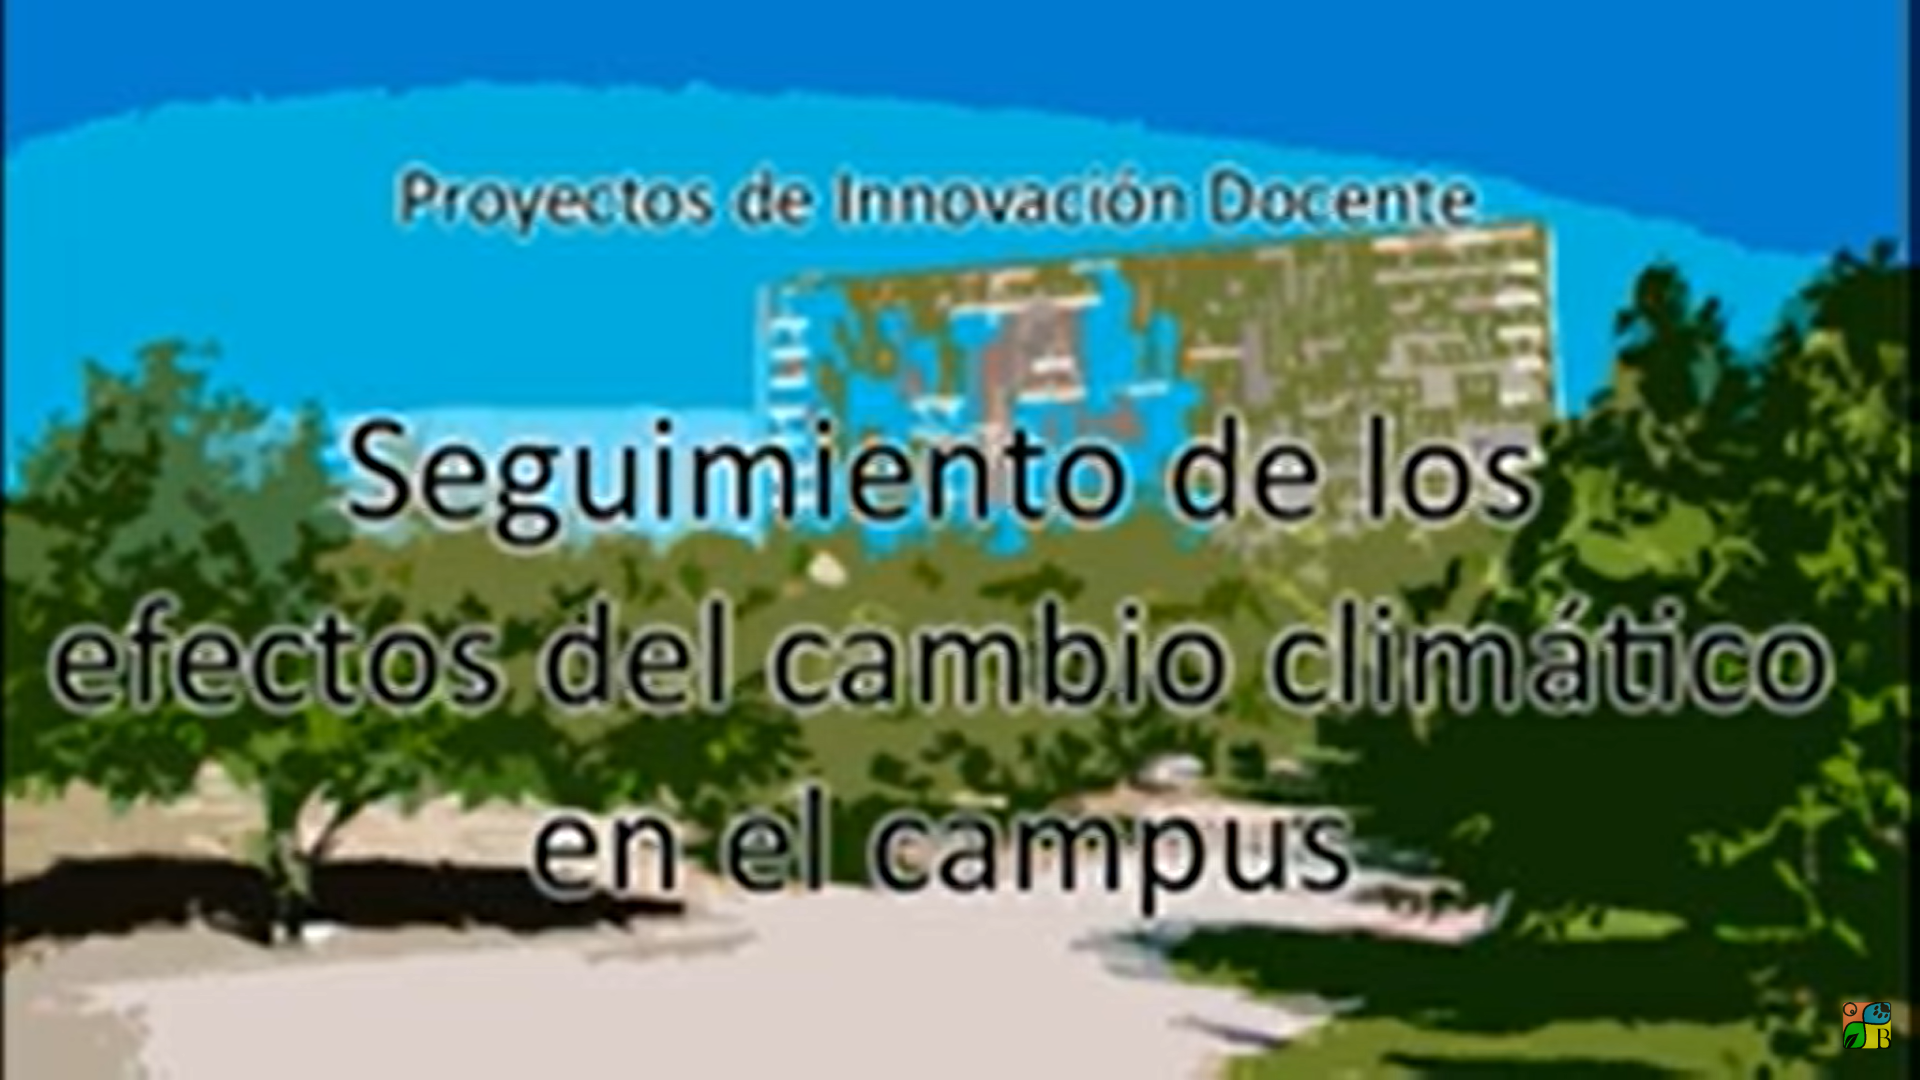 Proyectos de Innovación Docente
Seguimiento de los
efectos del cambio climático
en el campus
B